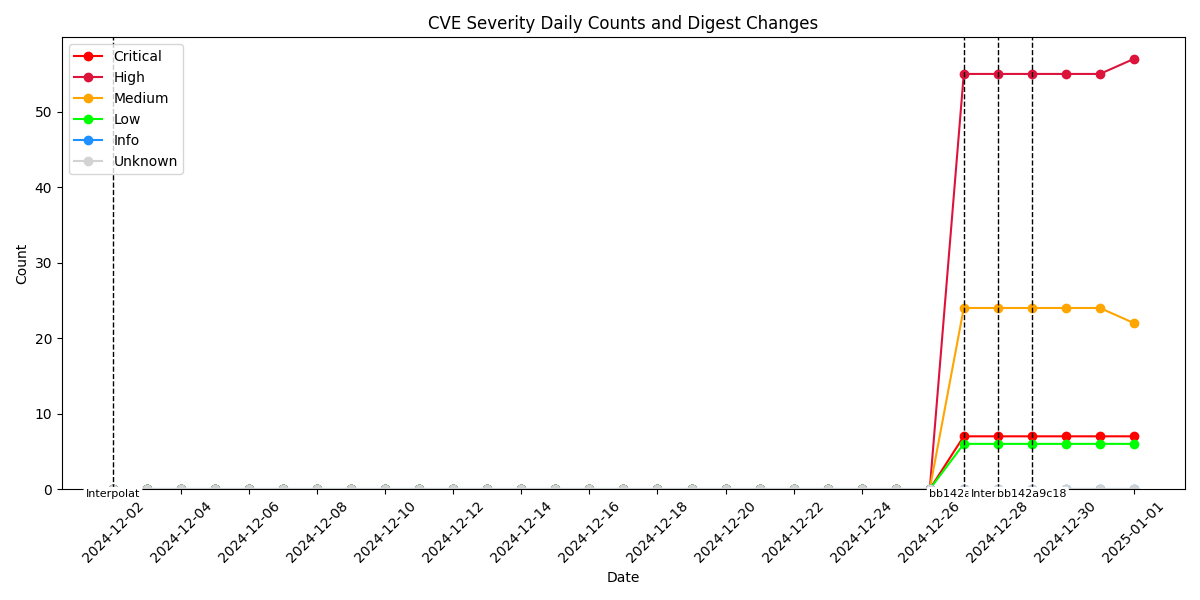 CVE Severity Daily Counts and Digest Changes
Critical
High
Medium
Low
Info
Unknown
Count
50
40
30
20
10
0
Interpolat
bb142a
Inter
bb142a9c18
2024-12-02
2024-12-04
2024-12-06
2024-12-08
2024-12-10
2024-12-12
2024-12-14
2024-12-16
2024-12-18
2024-12-20
2024-12-22
2024-12-24
2024-12-26
2024-12-28
2024-12-30
2025-01-01
Date